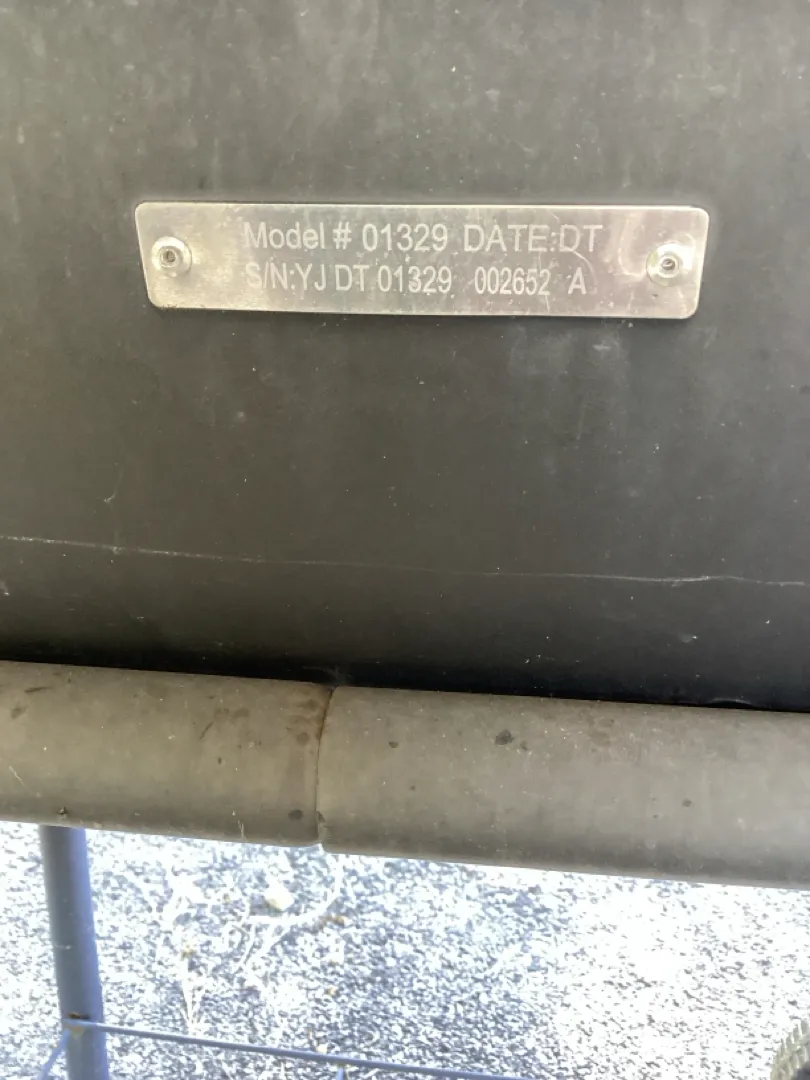 Model # 01329 DATE:DT
S/N:YJ DT 01329 002652 A